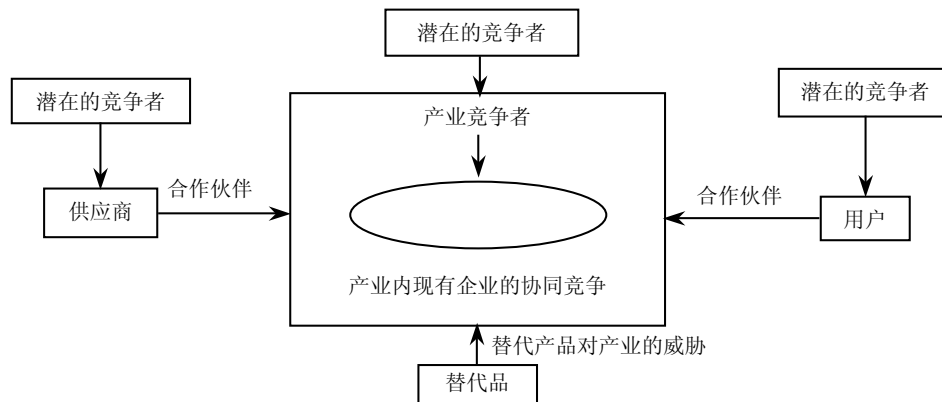 潜在的竞争者
潜在的竞争者
潜在的竞争者
产业竞争者
合作伙伴
合作伙伴
供应商
用户
产业内现有企业的协同竞争
替代产品对产业的威胁
替代品